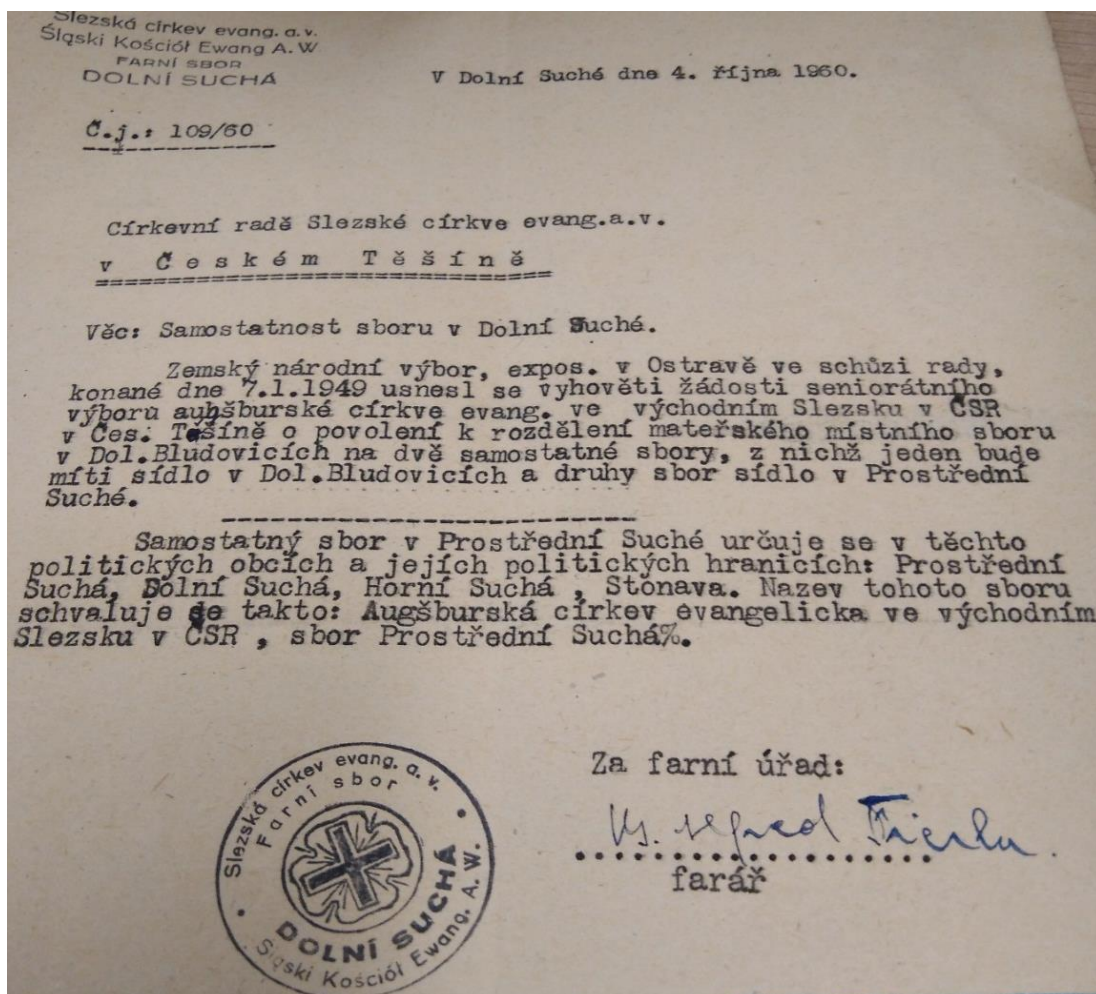 Slezská církev evang. a.v.
Śląski Kościół Ewang A.W
FARNÍ SBOR
DOLNÍ SUCHÁ
V Dolní Suché dne 4. října 1960.
Č.j.: 109/60
Církevní radě Slezské církve evang.a.v.
v Českém Těšíně
Věc: Samostatnost sboru v Dolní Suché.
Zemský národní výbor, expos. v Ostravě ve schůzi rady,
konané dne 7.1.1949 usnesl se vyhověti žádosti seniorátního
výboru auhšburské církve evang. ve východním Slezsku v ČSR
v Čes. Těšíně o povolení k rozdělení mateřského místního sboru
v Dol.Bludovicích na dvě samostatné sbory, z nichž jeden bude
míti sídlo v Dol.Bludovicích a druhy sbor sídlo v Prostřední
Suché.
Samostatný sbor v Prostřední Suché určuje se v těchto
politických obcích a jejích politických hranicích: Prostřední
Suchá, Dolní Suchá, Horní Suchá , Stonava. Nazev tohoto sboru
schvaluje se takto: Augšburská církev evangelicka ve východním
Slezsku v ČSR , sbor Prostřední Suchá%.
Za farní úřad:
Ks. Alfred
farář
Slezská církev evang. a. v.
Farní sbor
DOLNÍ SUCHÁ
Śląski Kościół Ewang. A.W.